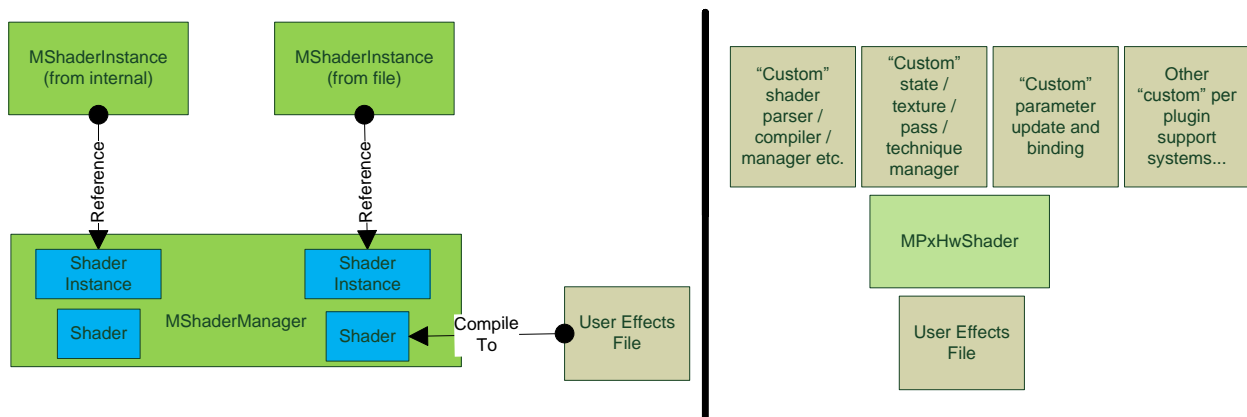 MShaderInstance
(from internal)
MShaderInstance
(from file)
Reference
Reference
Shader
Instance
Shader
Instance
Shader
MShaderManager
Shader
Compile
To
User Effects
File
“Custom”
shader
parser /
compiler /
manager etc.
“Custom”
state /
texture /
pass /
technique
manager
“Custom”
parameter
update and
binding
Other
“custom” per
plugin
support
systems...
MPxHwShader
User Effects
File